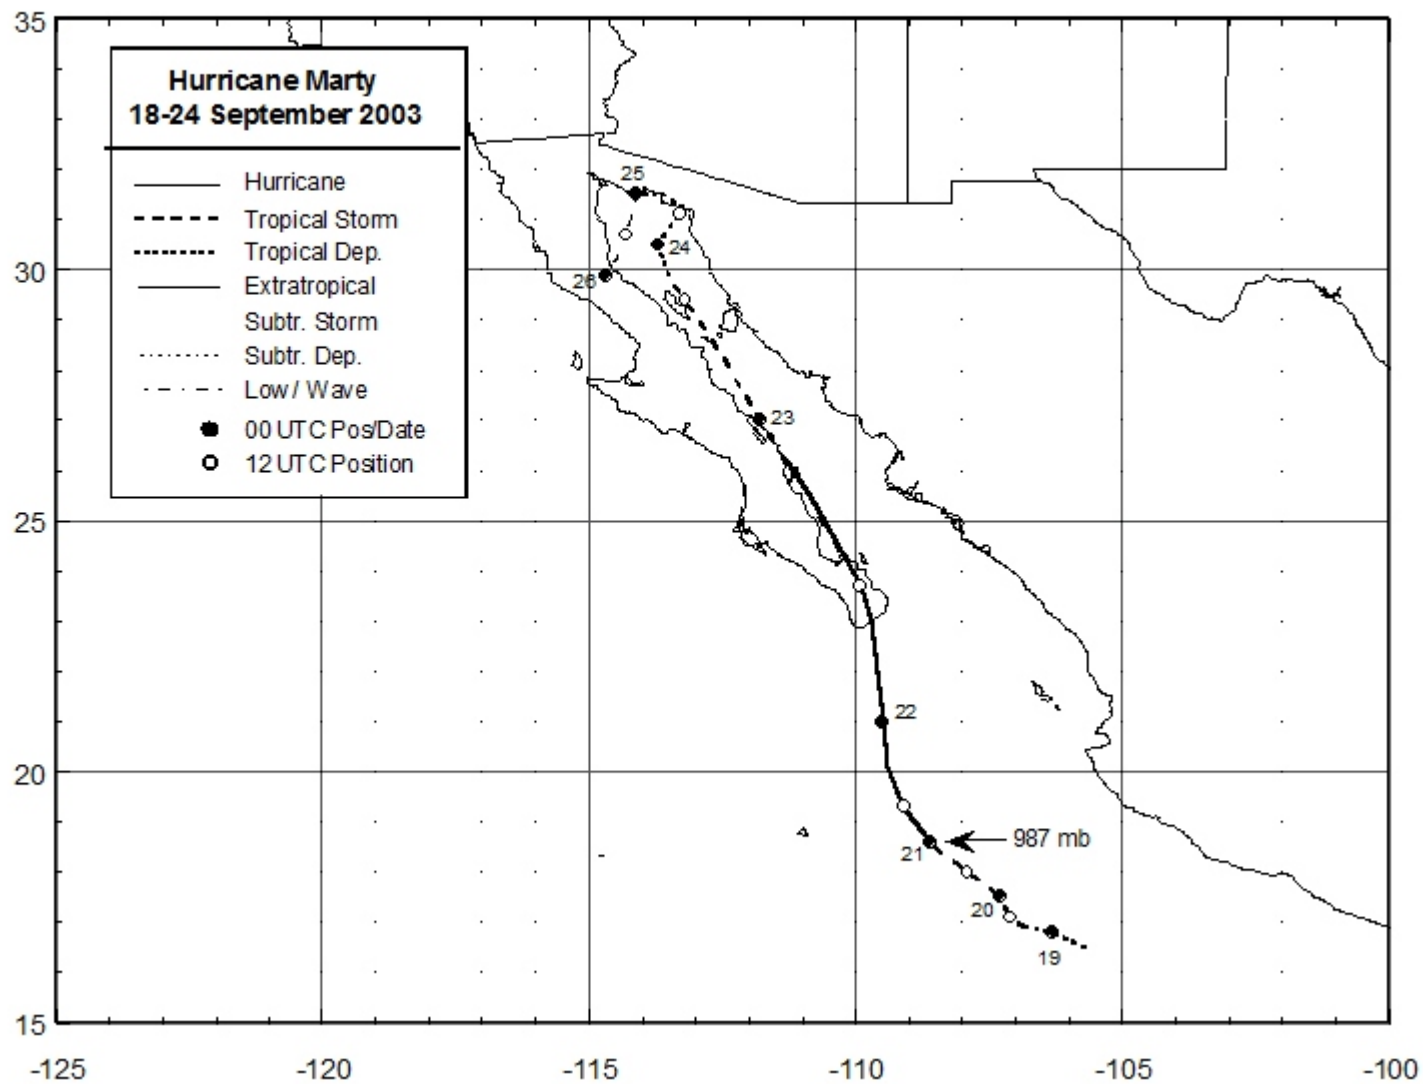 35
Hurricane Marty
18-24 September 2003
Hurricane
Tropical Storm
Tropical Dep.
Extratropical
Subtr. Storm
Subtr. Dep.
Low / Wave
00 UTC Pos/Date
12 UTC Position
25
24
30
26
23
25
22
20
987 mb
21
20
19
15
-125
-120
-115
-110
-105
-100